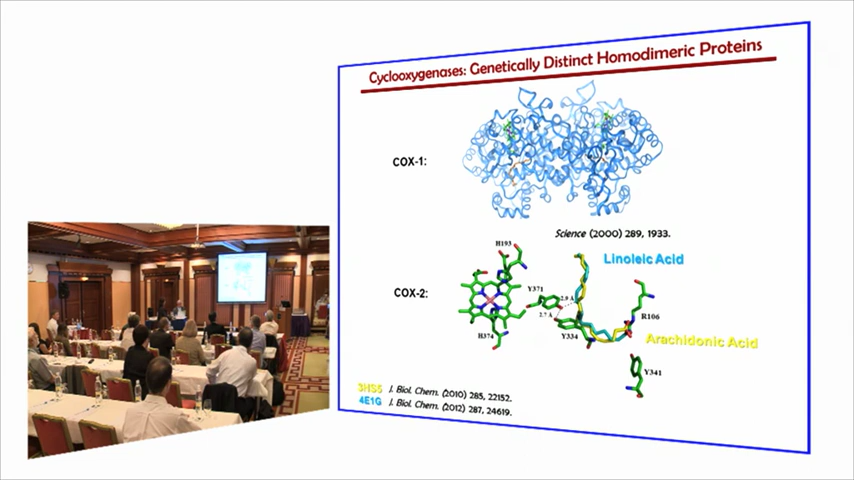 Cyclooxygenases: Genetically Distinct Homodimeric Proteins
COX-1:
Science (2000) 289, 1933.
H193
Linoleic Acid
COX-2:
Y371
2.9 Å
2.7 Å
R106
H374
Y334
Arachidonic Acid
Y341
3HS5 J. Biol. Chem. (2010) 285, 22152.
4E1G J. Biol. Chem. (2012) 287, 24619.